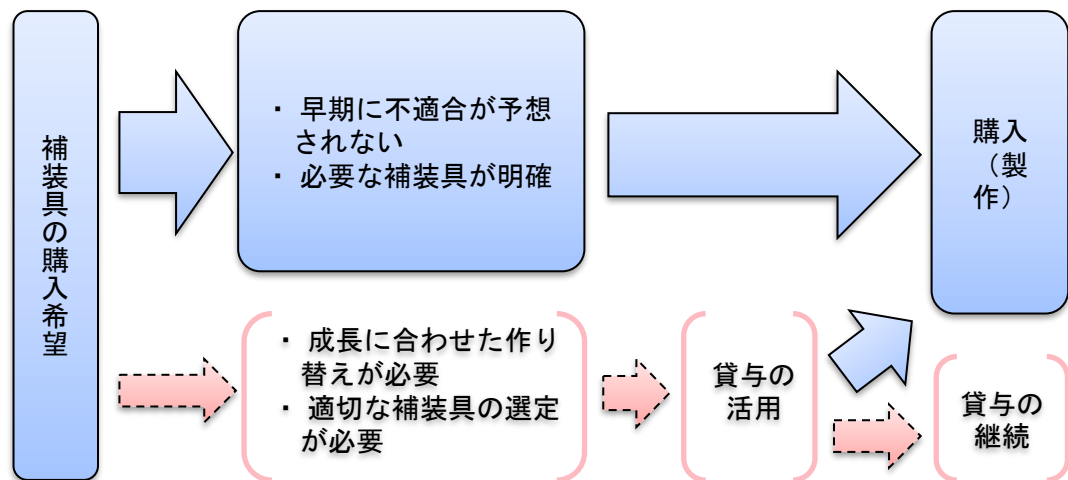 補装具の購入希望
・ 早期に不適合が予想
されない
・ 必要な補装具が明確
購入
（製
作）
・ 成長に合わせた作り
替えが必要
・ 適切な補装具の選定
が必要
貸与の
活用
貸与の
継続